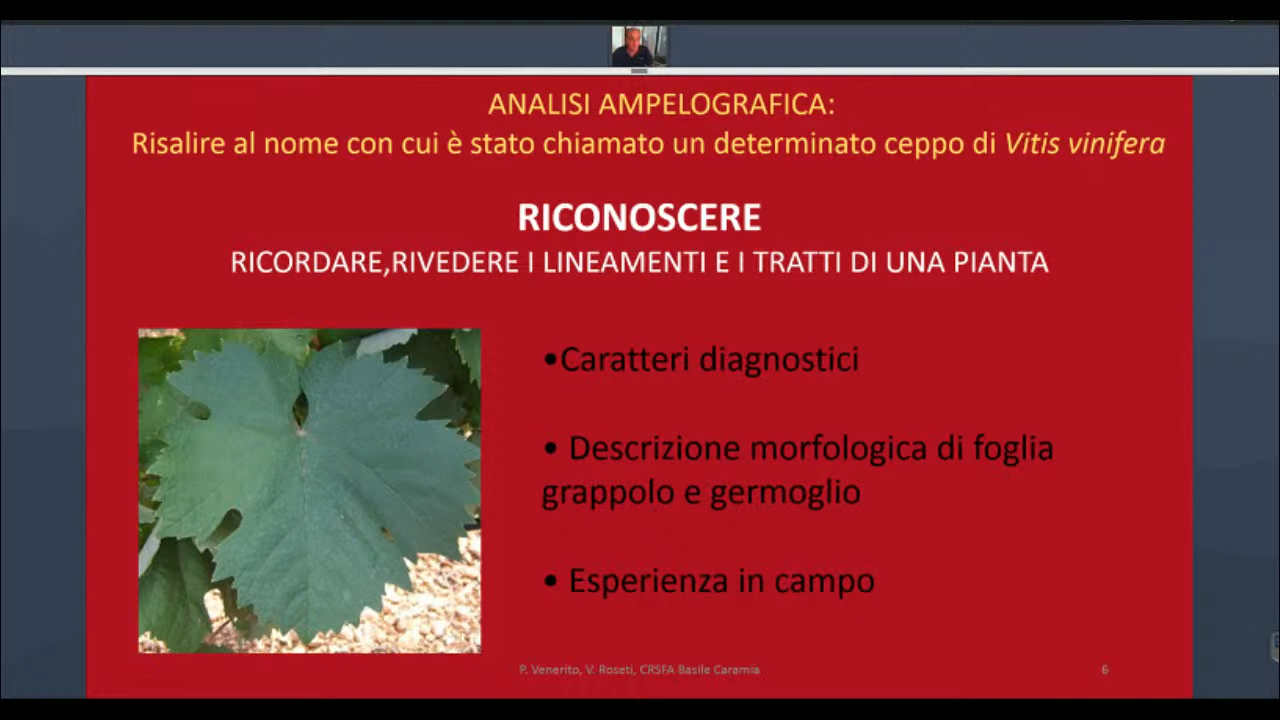 ANALISI AMPELOGRAFICA:
Risalire al nome con cui è stato chiamato un determinato ceppo di Vitis vinifera
RICONOSCERE
RICORDARE,RIVEDERE I LINEAMENTI E I TRATTI DI UNA PIANTA
•Caratteri diagnostici
• Descrizione morfologica di foglia
grappolo e germoglio
• Esperienza in campo
P. Venerito, V. Roseti, CRSFA Basile Caramia
6